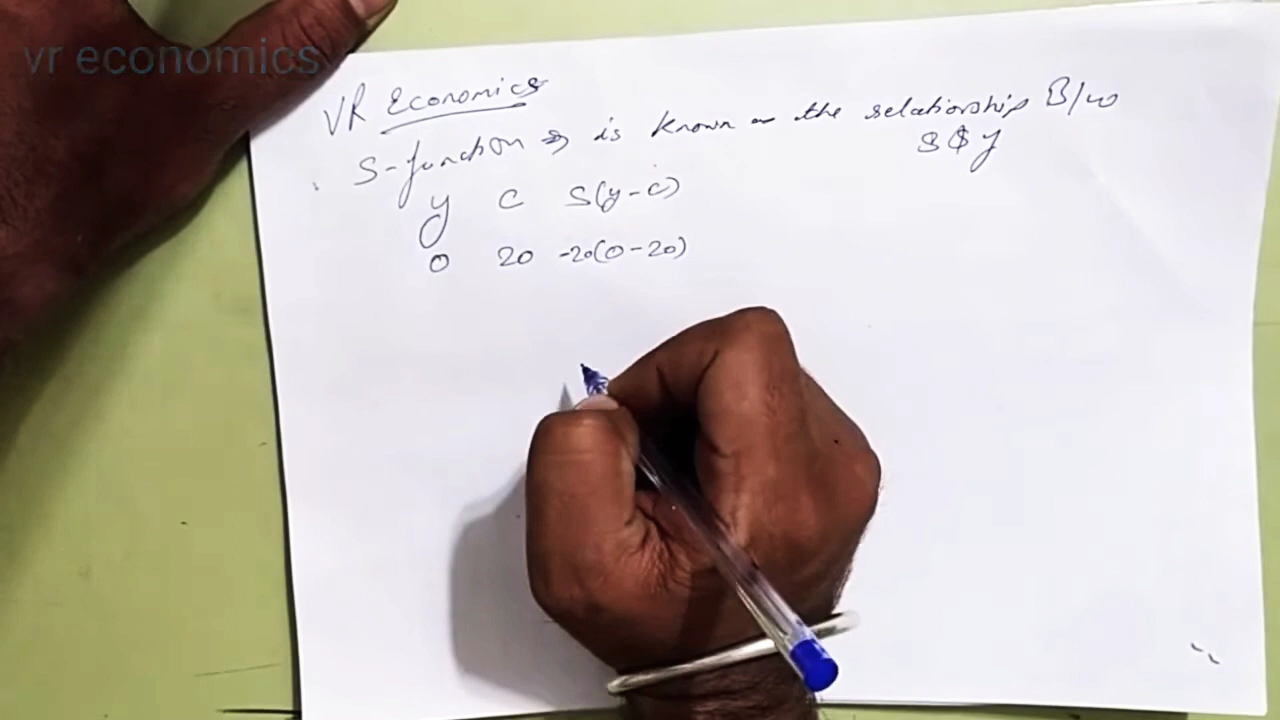 vr economics
VR Economics
S-function ⇒ is known as the relationship B/w
S & y
y C S(y-c)
0 20 -20(0-20)